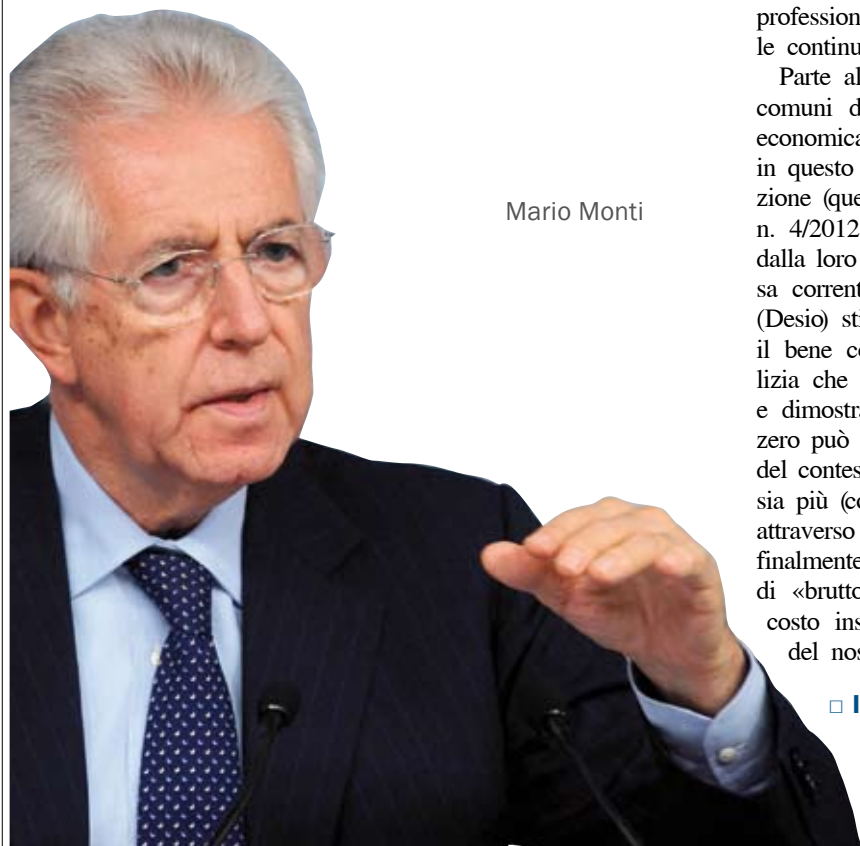 Mario Monti
profession
le continu
Parte al
comuni d
economica
in questo
zione (que
n. 4/2012
dalla loro
sa corrent
(Desio) sti
il bene co
lizia che
e dimostra
zero può
del contes
sia più (co
attraverso
finalmente
di «brutto
costo ins
del nos
□ I